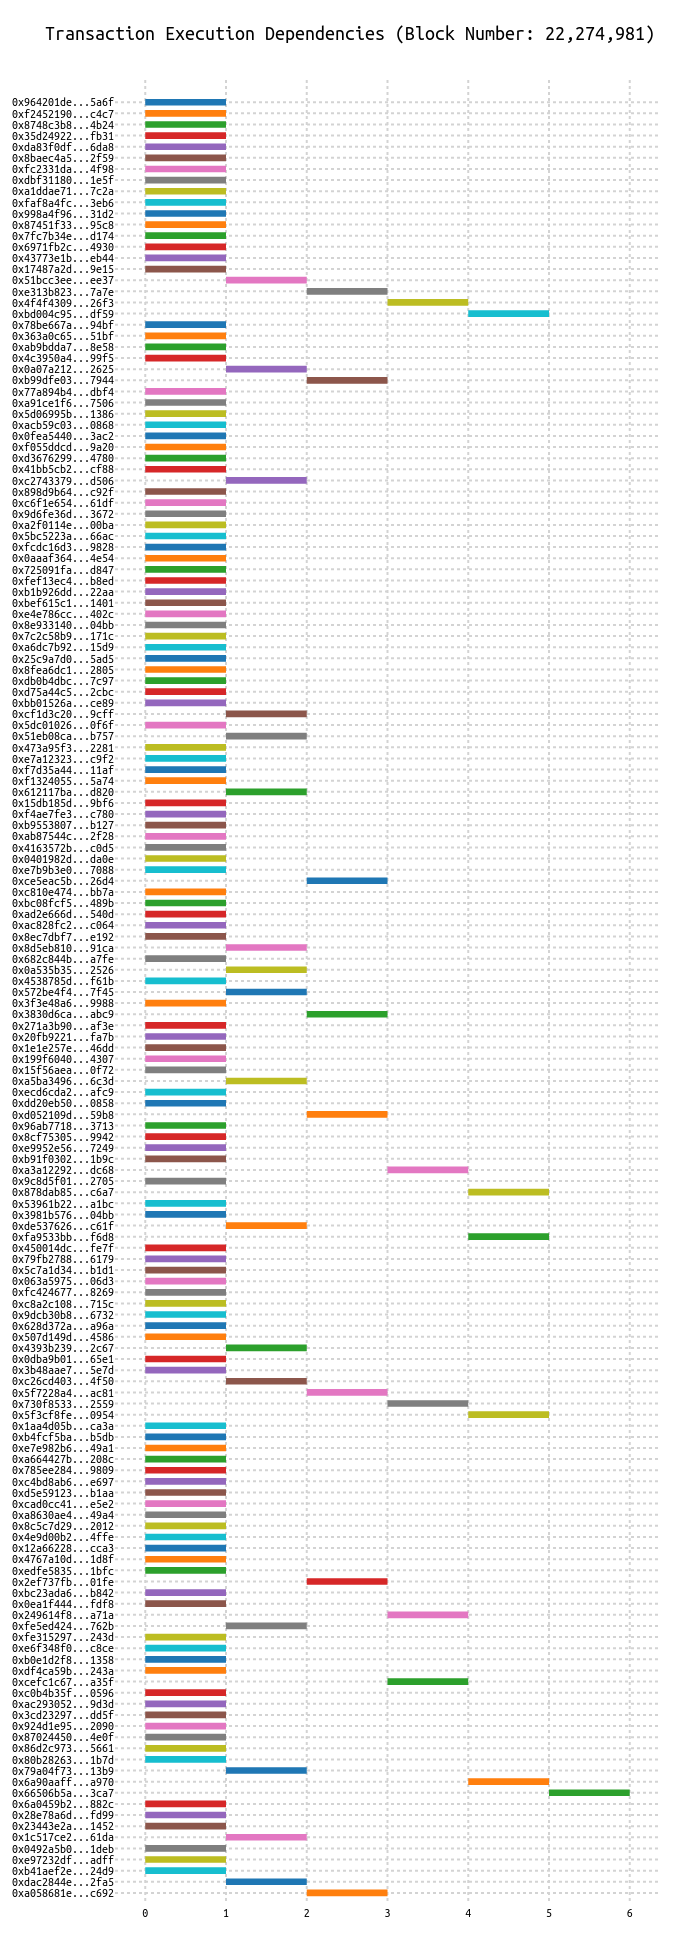 Transaction Execution Dependencies (Block Number: 22,274,981)
0x964201de...5a6f
0xf2452190...c4c7
0x8748c3b8...4b24
0x35d24922...fb31
0xda83f0df...6da8
0x8baec4a5...2f59
0xfc2331da...4f98
0xdbf31180...1e5f
0xa1ddae71...7c2a
0xfaf8a4fc...3eb6
0x998a4f96...31d2
0x87451f33...95c8
0x7fc7b34e...d174
0x6971fb2c...4930
0x43773e1b...eb44
0x17487a2d...9e15
0x51bcc3ee...ee37
0xe313b823...7a7e
0x4f4f4309...26f3
0xbd004c95...df59
0x78be667a...94bf
0x363a0c65...51bf
0xab9bdda7...8e58
0x4c3950a4...99f5
0x0a07a212...2625
0xb99dfe03...7944
0x77a894b4...dbf4
0xa91ce1f6...7506
0x5d06995b...1386
0xacb59c03...0868
0x0fea5440...3ac2
0xf055ddcd...9a20
0xd3676299...4780
0x41bb5cb2...cf88
0xc2743379...d506
0x898d9b64...c92f
0xc6f1e654...61df
0x9d6fe36d...3672
0xa2f0114e...00ba
0x5bc5223a...66ac
0xfcdc16d3...9828
0x0aaaf364...4e54
0x725091fa...d847
0xfef13ec4...b8ed
0xb1b926dd...22aa
0xbef615c1...1401
0xe4e786cc...402c
0x8e933140...04bb
0x7c2c58b9...171c
0xa6dc7b92...15d9
0x25c9a7d0...5ad5
0x8fea6dc1...2805
0xdb0b4dbc...7c97
0xd75a44c5...2cbc
0xbb01526a...ce89
0xcf1d3c20...9cff
0x5dc01026...0f6f
0x51eb08ca...b757
0x473a95f3...2281
0xe7a12323...c9f2
0xf7d35a44...11af
0xf1324055...5a74
0x612117ba...d820
0x15db185d...9bf6
0xf4ae7fe3...c780
0xb9553807...b127
0xab87544c...2f28
0x4163572b...c0d5
0x0401982d...da0e
0xe7b9b3e0...7088
0xce5eac5b...26d4
0xc810e474...bb7a
0xbc08fcf5...489b
0xad2e666d...540d
0xac828fc2...c064
0x8ec7dbf7...e192
0x8d5eb810...91ca
0x682c844b...a7fe
0x0a535b35...2526
0x4538785d...f61b
0x572be4f4...7f45
0x3f3e48a6...9988
0x3830d6ca...abc9
0x271a3b90...af3e
0x20fb9221...fa7b
0x1e1e257e...46dd
0x199f6040...4307
0x15f56aea...0f72
0xa5ba3496...6c3d
0xecd6cda2...afc9
0xdd20eb50...0858
0xd052109d...59b8
0x96ab7718...3713
0x8cf75305...9942
0xe9952e56...7249
0xb91f0302...1b9c
0xa3a12292...dc68
0x9c8d5f01...2705
0x878dab85...c6a7
0x53961b22...a1bc
0x3981b576...04bb
0xde537626...c61f
0xfa9533bb...f6d8
0x450014dc...fe7f
0x79fb2788...6179
0x5c7a1d34...b1d1
0x063a5975...06d3
0xfc424677...8269
0xc8a2c108...715c
0x9dcb30b8...6732
0x628d372a...a96a
0x507d149d...4586
0x4393b239...2c67
0x0dba9b01...65e1
0x3b48aae7...5e7d
0xc26cd403...4f50
0x5f7228a4...ac81
0x730f8533...2559
0x5f3cf8fe...0954
0x1aa4d05b...ca3a
0xb4fcf5ba...b5db
0xe7e982b6...49a1
0xa664427b...208c
0x785ee284...9809
0xc4bd8ab6...e697
0xd5e59123...b1aa
0xcad0cc41...e5e2
0xa8630ae4...49a4
0x8c5c7d29...2012
0x4e9d00b2...4ffe
0x12a66228...cca3
0x4767a10d...1d8f
0xedfe5835...1bfc
0x2ef737fb...01fe
0xbc23ada6...b842
0x0ea1f444...fdf8
0x249614f8...a71a
0xfe5ed424...762b
0xfe315297...243d
0xe6f348f0...c8ce
0xb0e1d2f8...1358
0xdf4ca59b...243a
0xcefc1c67...a35f
0xc0b4b35f...0596
0xac293052...9d3d
0x3cd23297...dd5f
0x924d1e95...2090
0x87024450...4e0f
0x86d2c973...5661
0x80b28263...1b7d
0x79a04f73...13b9
0x6a90aaff...a970
0x66506b5a...3ca7
0x6a0459b2...882c
0x28e78a6d...fd99
0x23443e2a...1452
0x1c517ce2...61da
0x0492a5b0...1deb
0xe97232df...adff
0xb41aef2e...24d9
0xdac2844e...2fa5
0xa058681e...c692
0 1 2 3 4 5 6